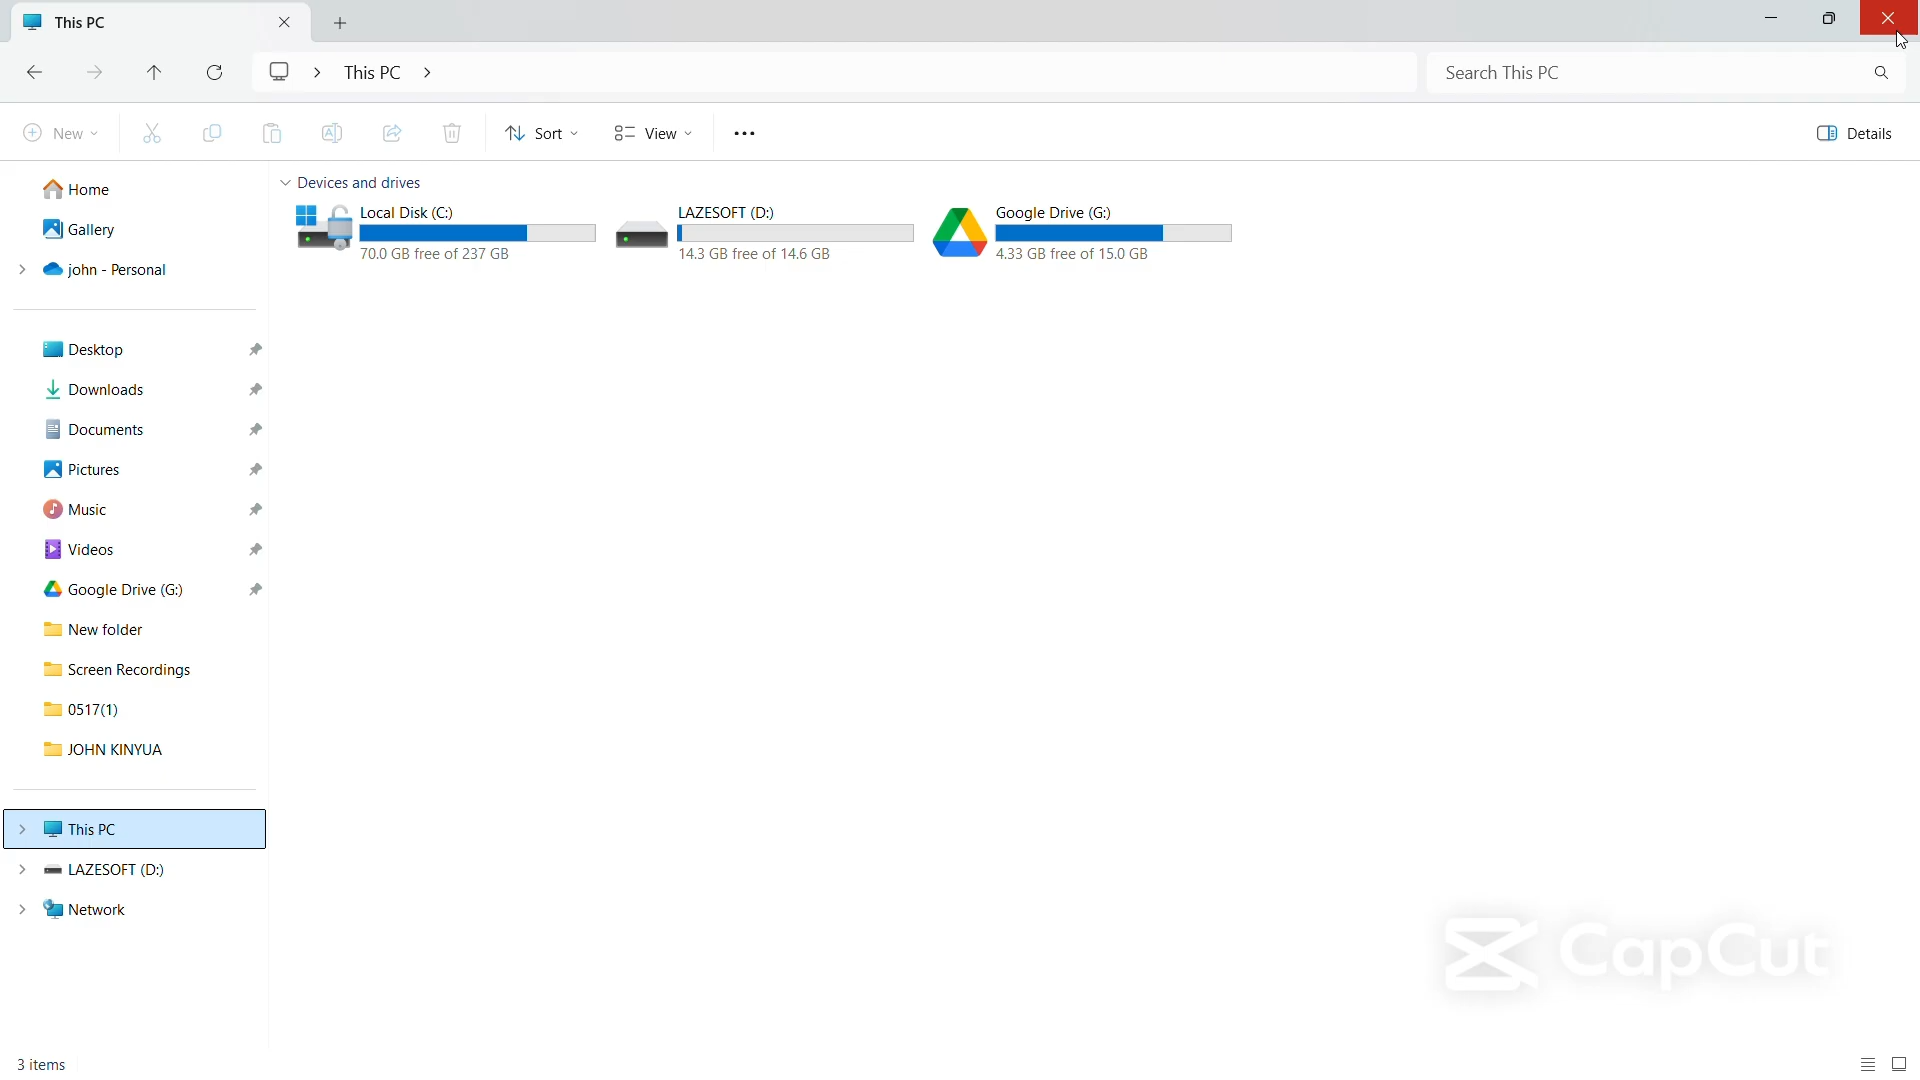 This PC
This PC
Search This PC
New
Sort
View
Details
Home
Gallery
john - Personal
Desktop
Downloads
Documents
Pictures
Music
Videos
Google Drive (G:)
New folder
Screen Recordings
0517(1)
JOHN KINYUA
This PC
LAZESOFT (D:)
Network
Devices and drives
Local Disk (C:)
70.0 GB free of 237 GB
LAZESOFT (D:)
14.3 GB free of 14.6 GB
Google Drive (G:)
4.33 GB free of 15.0 GB
CapCut
3 items